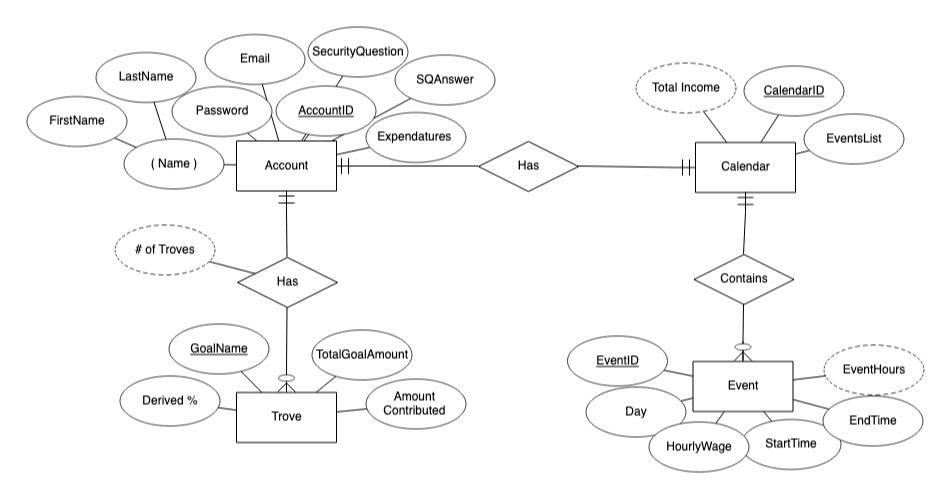 SecurityQuestion
Email
LastName
SQAnswer
Total Income
CalendarID
Password
AccountID
FirstName
Expendatures
EventsList
( Name )
Account
Has
Calendar
# of Troves
Has
Contains
GoalName
TotalGoalAmount
EventID
EventHours
Event
Derived %
Amount
Contributed
Trove
Day
EndTime
HourlyWage
StartTime